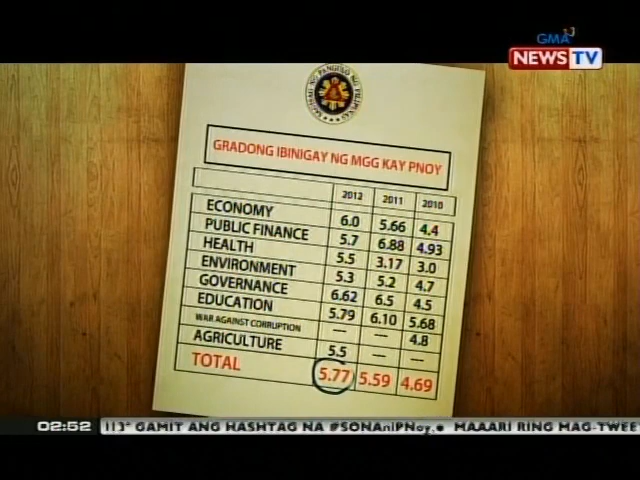 GMA
NEWS TV
GRADONG IBINIGAY NG MGG KAY PNOY
2012 2011 2010
ECONOMY 6.0 5.66 4.4
PUBLIC FINANCE 5.7 6.88 4.93
HEALTH 5.5 3.17 3.0
ENVIRONMENT 5.3 5.2 4.7
GOVERNANCE 6.62 6.5 4.5
EDUCATION 5.79 6.10 5.68
WAR AGAINST CORRUPTION — — 4.8
AGRICULTURE 5.5 — —
TOTAL 5.77 5.59 4.69
02:52 113° GAMIT ANG HASHTAG NA #SONAniPNoy.● MAAARI RING MAG-TWEE